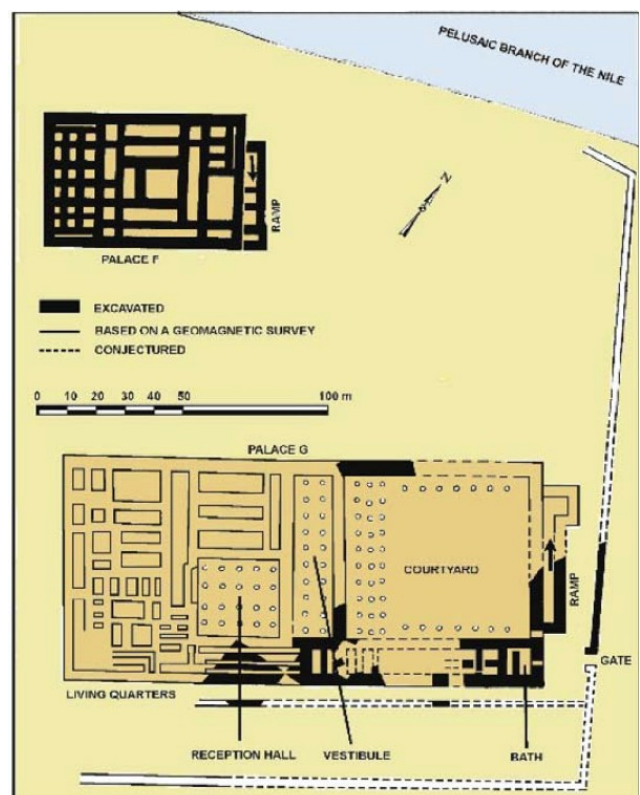 PELUSAIC BRANCH OF THE NILE
N
RAMP
PALACE F
EXCAVATED
BASED ON A GEOMAGNETIC SURVEY
CONJECTURED
0 10 20 30 40 50 100 m
PALACE G
COURTYARD
RAMP
GATE
LIVING QUARTERS
RECEPTION HALL
VESTIBULE
BATH